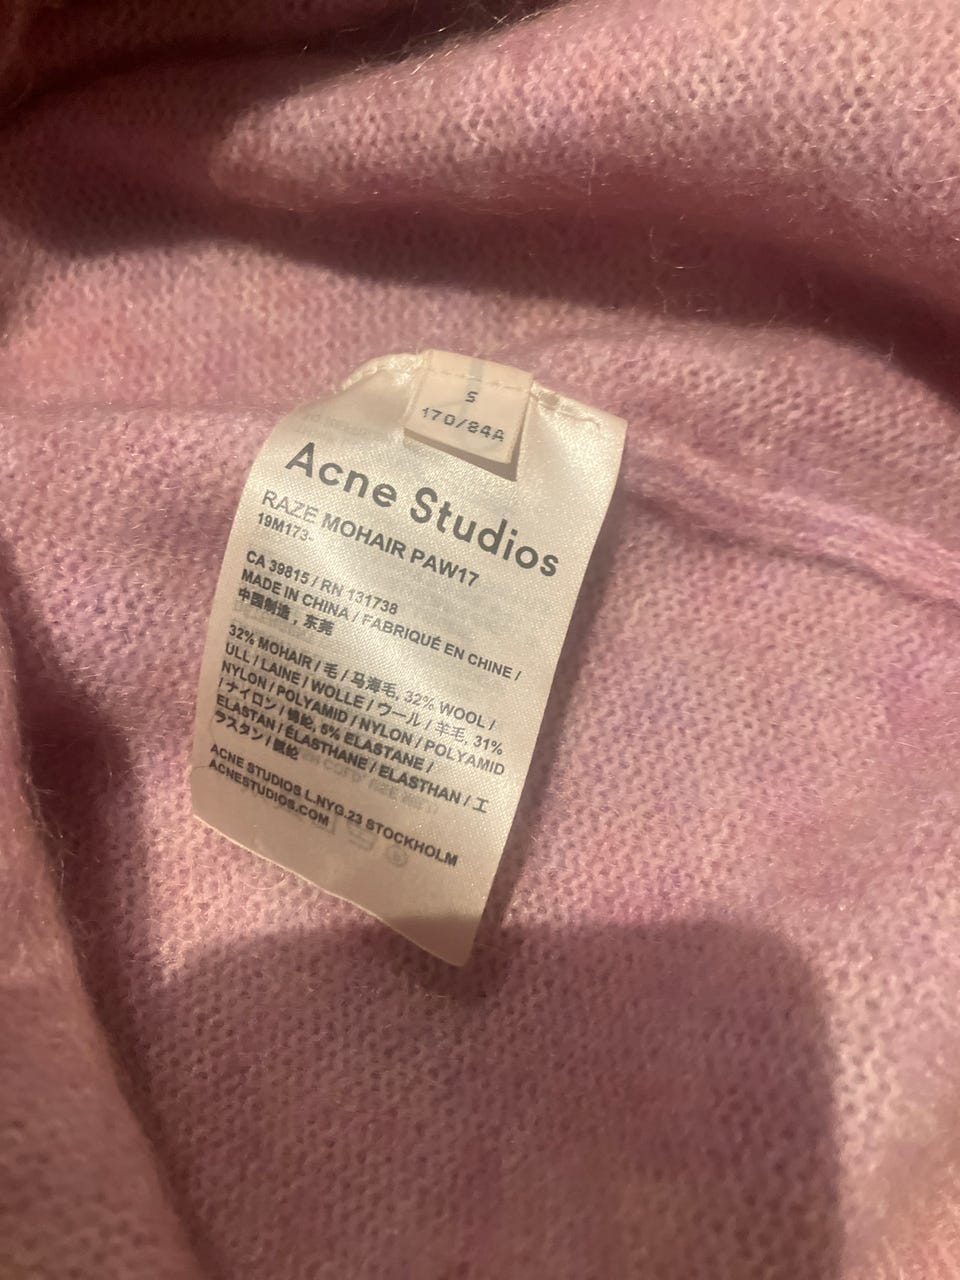 S
170/84A
Acne Studios
RAZE MOHAIR PAW17
19M173-
CA 39815 / RN 131738
MADE IN CHINA / FABRIQUÉ EN CHINE /
中国制造，东莞
32% MOHAIR / 毛 / 马海毛, 32% WOOL /
ULL / LAINE / WOLLE / ウール / 羊毛, 31%
NYLON / POLYAMID / NYLON / POLYAMID
/ ナイロン / 锦纶, 5% ELASTANE /
ELASTAN / ÉLASTHANE / ELASTHAN / エ
ラスタン / 氨纶
ACNE STUDIOS L.NYG.23 STOCKHOLM
ACNESTUDIOS.COM